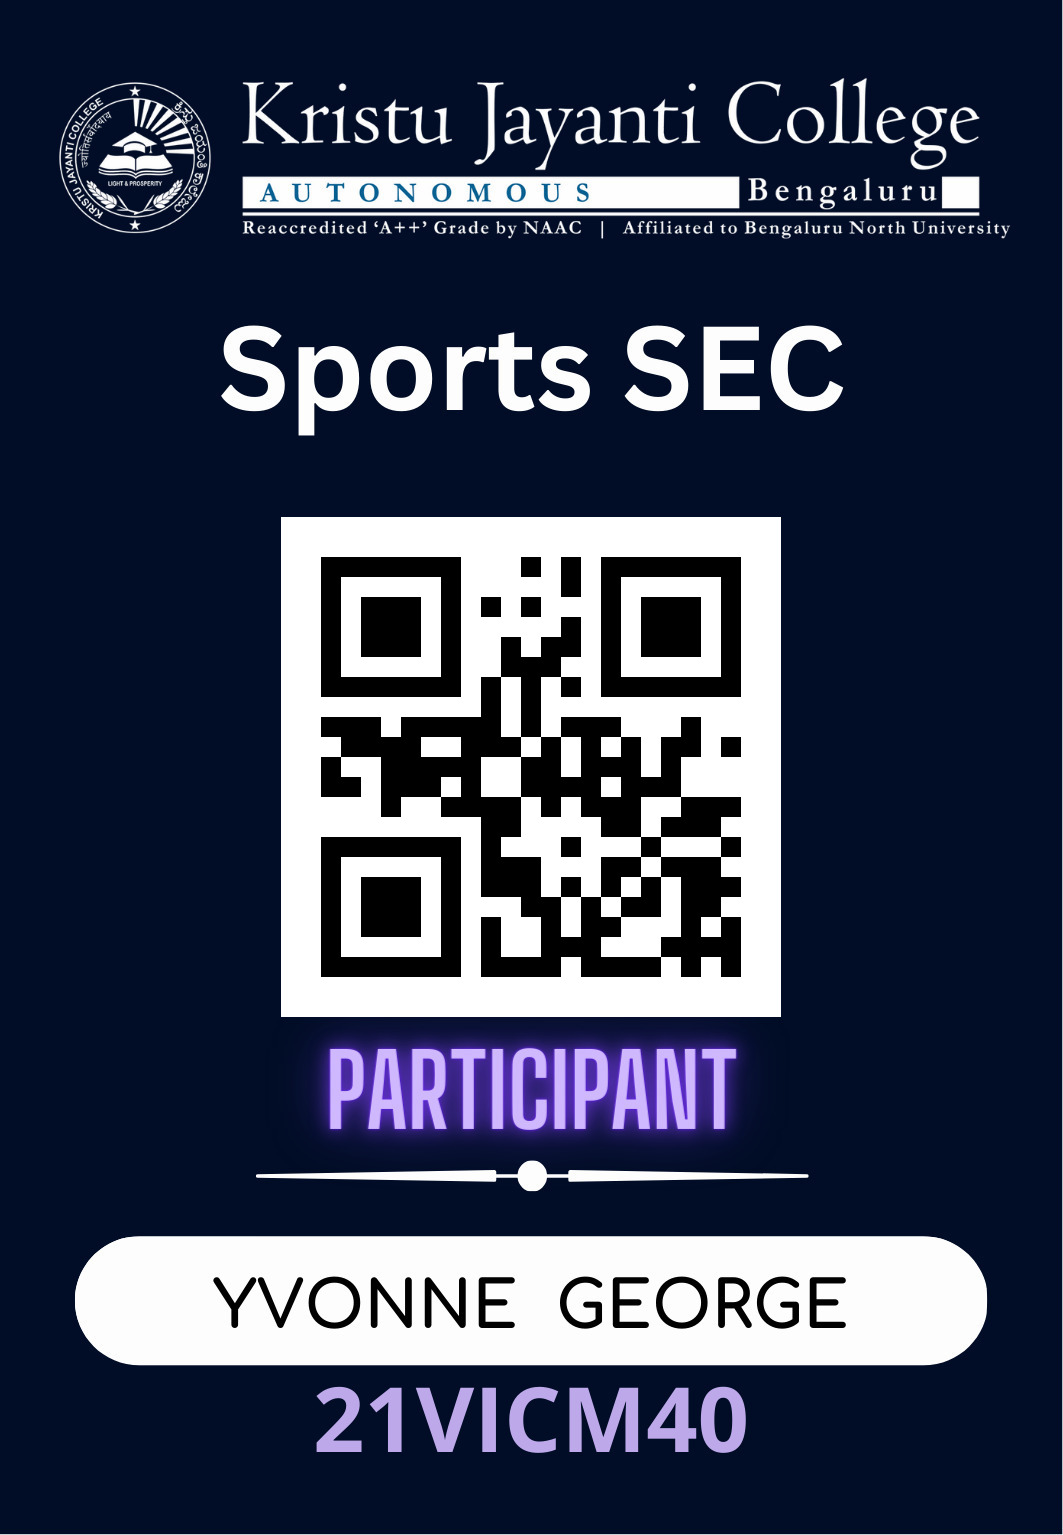 KRISTU JAYANTI COLLEGE
LIGHT & PROSPERITY
Kristu Jayanti College
AUTONOMOUS Bengaluru
Reaccredited ‘A++’ Grade by NAAC | Affiliated to Bengaluru North University
Sports SEC
PARTICIPANT
YVONNE GEORGE
21VICM40